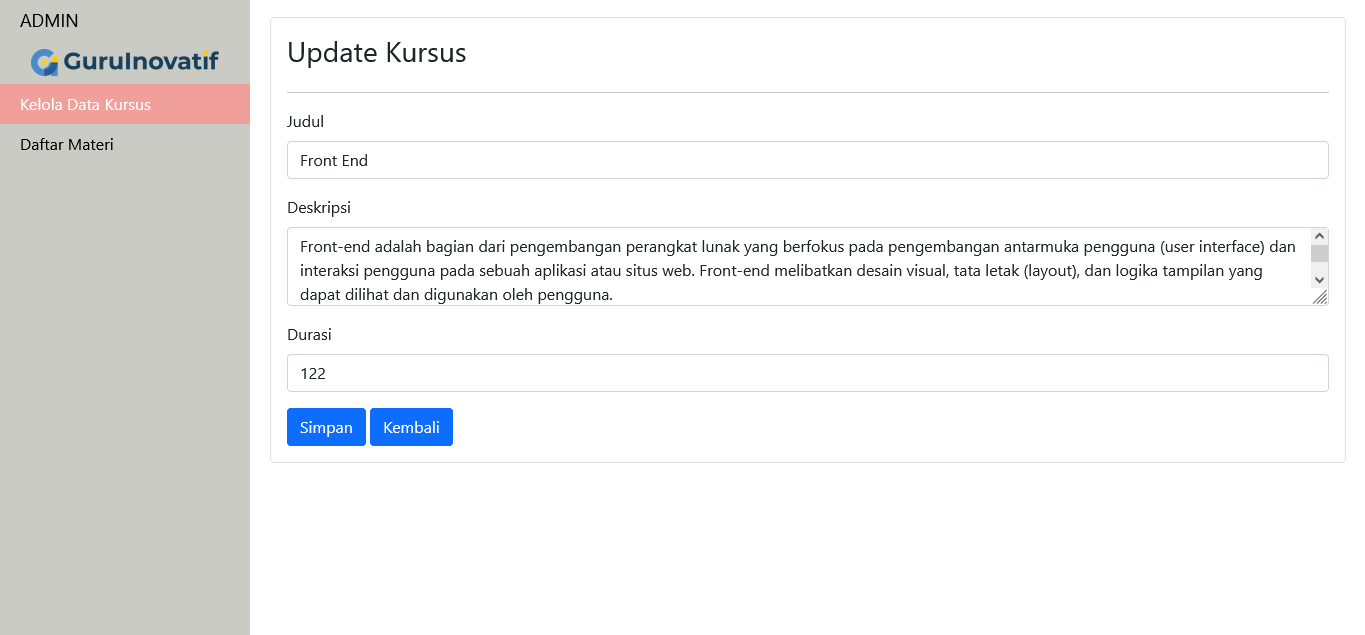 ADMIN
GuruInovatif
Kelola Data Kursus
Daftar Materi
Update Kursus
Judul
Front End
Deskripsi
Front-end adalah bagian dari pengembangan perangkat lunak yang berfokus pada pengembangan antarmuka pengguna (user interface) dan
interaksi pengguna pada sebuah aplikasi atau situs web. Front-end melibatkan desain visual, tata letak (layout), dan logika tampilan yang
dapat dilihat dan digunakan oleh pengguna.
Durasi
122
Simpan Kembali